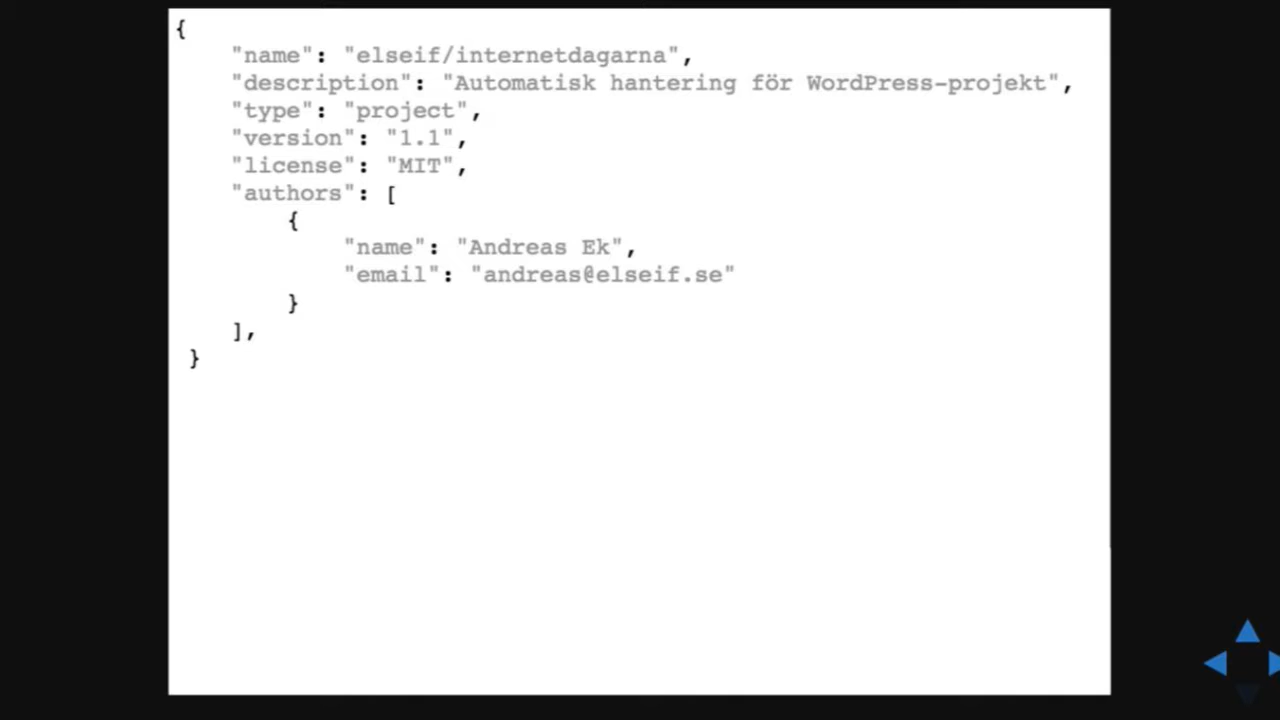 {
"name": "elseif/internetdagarna",
"description": "Automatisk hantering för WordPress-projekt",
"type": "project",
"version": "1.1",
"license": "MIT",
"authors": [
{
"name": "Andreas Ek",
"email": "andreas@elseif.se"
}
],
}